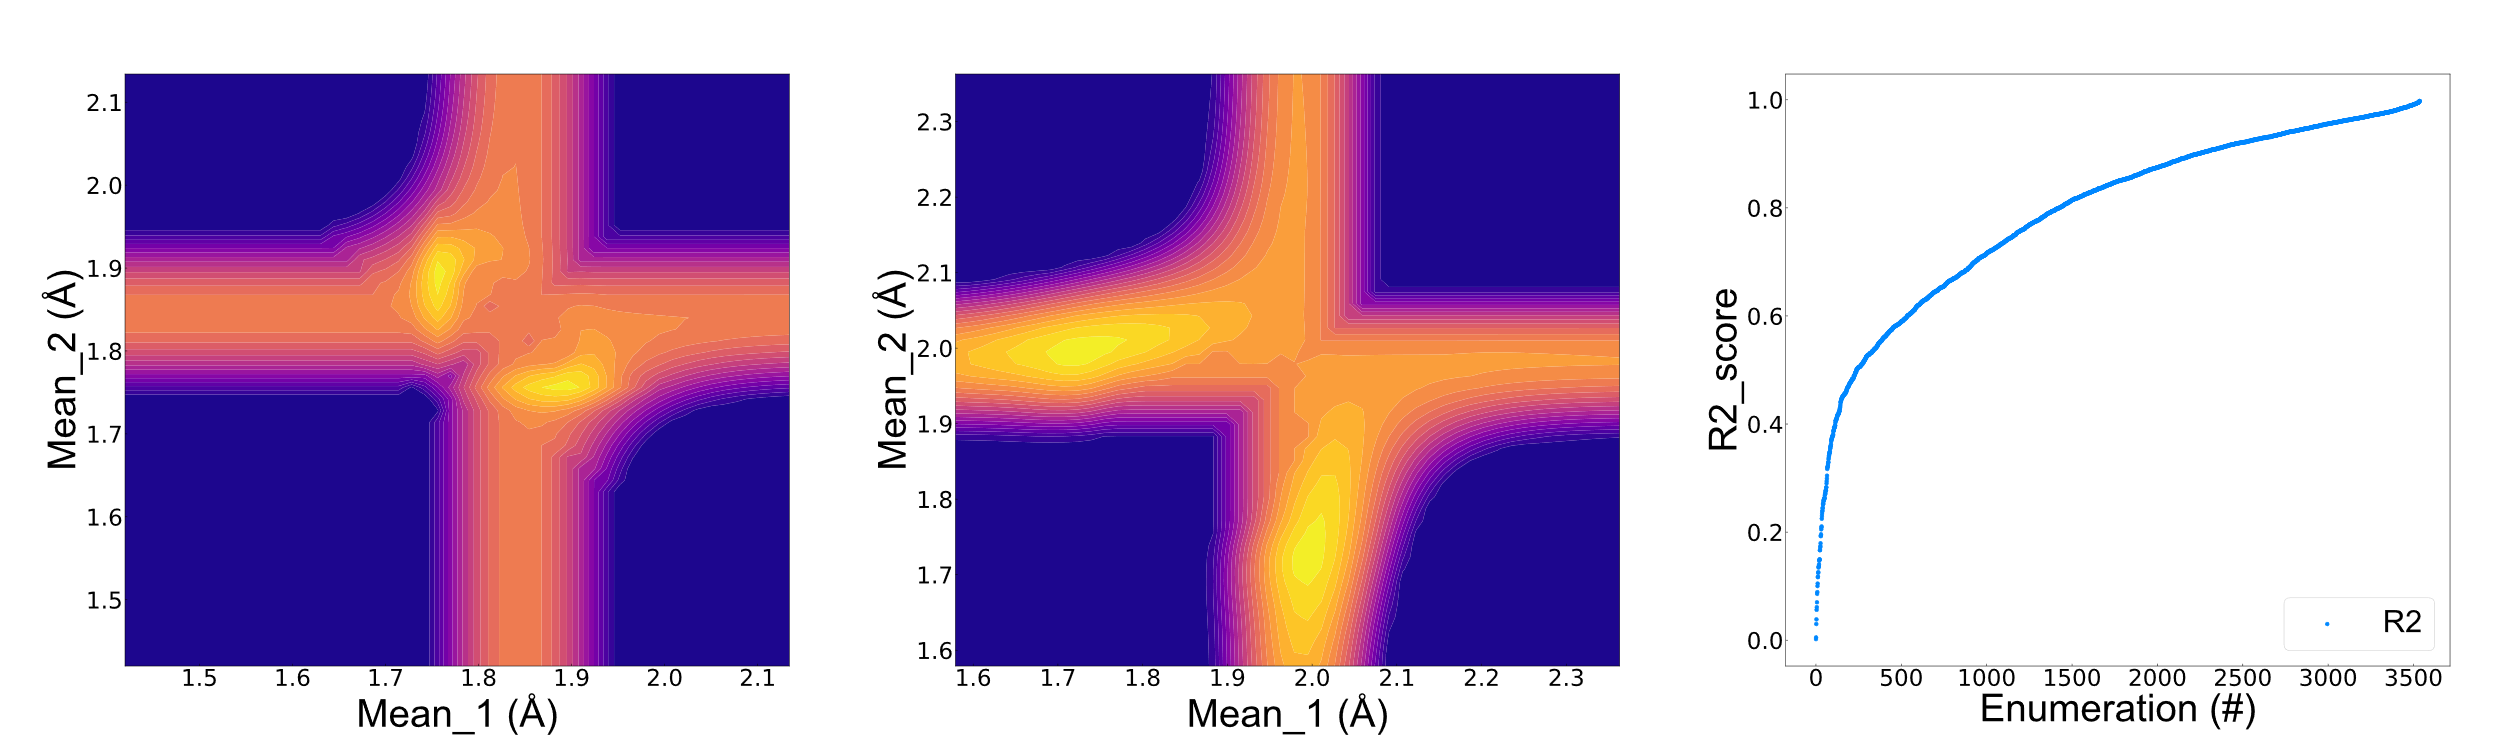 2.1
2.0
1.9
1.8
1.7
1.6
1.5
Mean_2 (Å)
1.5 1.6 1.7 1.8 1.9 2.0 2.1
Mean_1 (Å)
2.3
2.2
2.1
2.0
1.9
1.8
1.7
1.6
Mean_2 (Å)
1.6 1.7 1.8 1.9 2.0 2.1 2.2 2.3
Mean_1 (Å)
1.0
0.8
0.6
0.4
0.2
0.0
R2_score
R2
0 500 1000 1500 2000 2500 3000 3500
Enumeration (#)